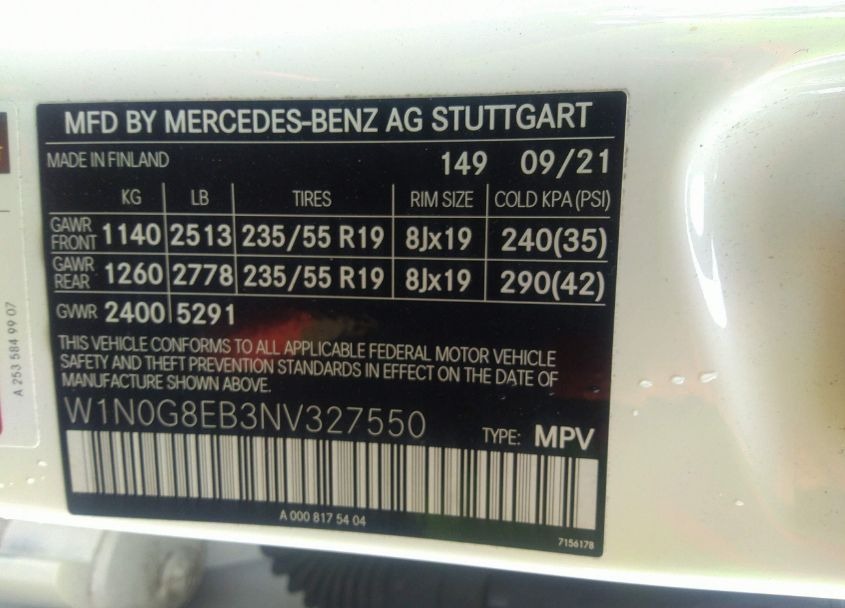 MFD BY MERCEDES-BENZ AG STUTTGART
MADE IN FINLAND 149 09/21
KG LB TIRES RIM SIZE COLD KPA (PSI)
GAWR FRONT 1140 2513 235/55 R19 8Jx19 240(35)
GAWR REAR 1260 2778 235/55 R19 8Jx19 290(42)
GVWR 2400 5291
THIS VEHICLE CONFORMS TO ALL APPLICABLE FEDERAL MOTOR VEHICLE
SAFETY AND THEFT PREVENTION STANDARDS IN EFFECT ON THE DATE OF
MANUFACTURE SHOWN ABOVE.
W1N0G8EB3NV327550 TYPE: MPV
A 000 817 54 04
7156178
A 253 584 99 07